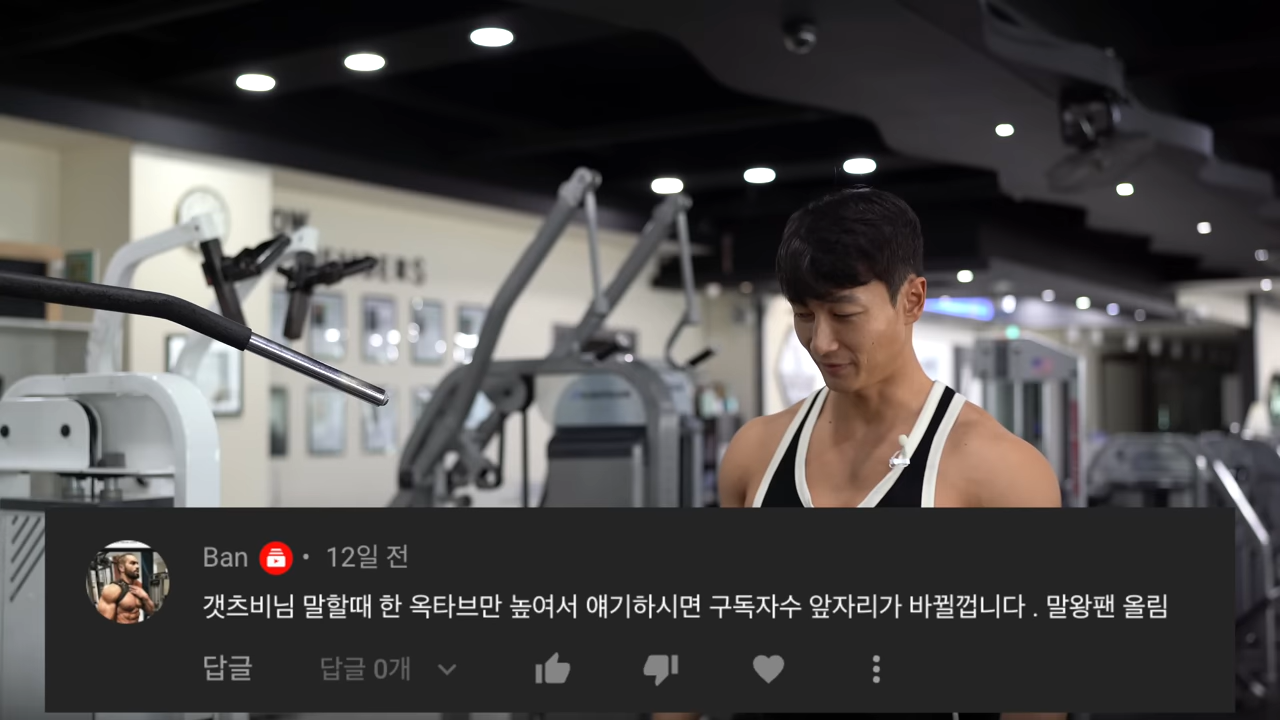 Ban • 12일 전
갯츠비님 말할때 한 옥타브만 높여서 얘기하시면 구독자수 앞자리가 바뀔껍니다 . 말왕팬 올림
답글 답글 0개